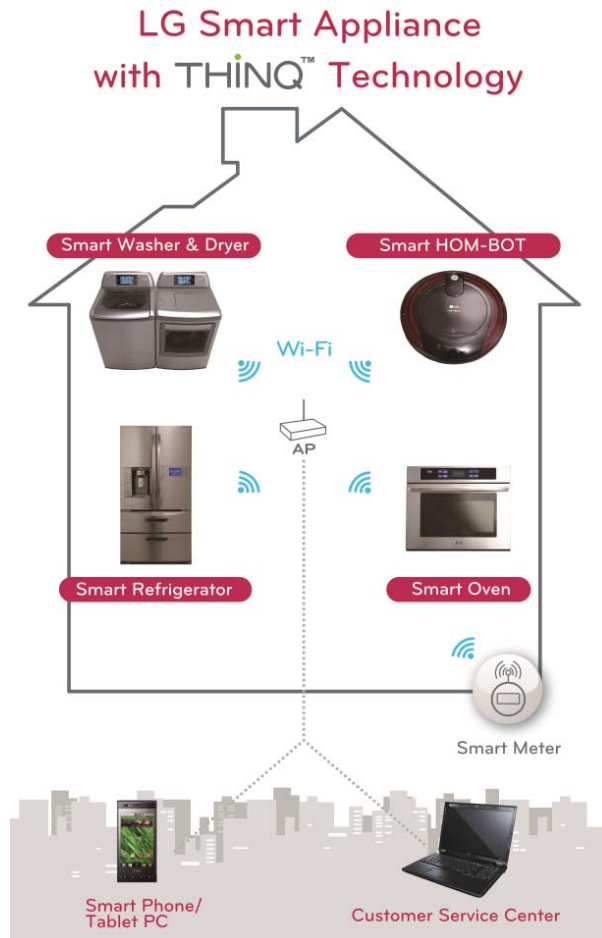 LG Smart Appliance
with THINQ™ Technology
Smart Washer & Dryer
Smart HOM-BOT
Wi-Fi
AP
Smart Refrigerator
Smart Oven
Smart Meter
Smart Phone/
Tablet PC
Customer Service Center